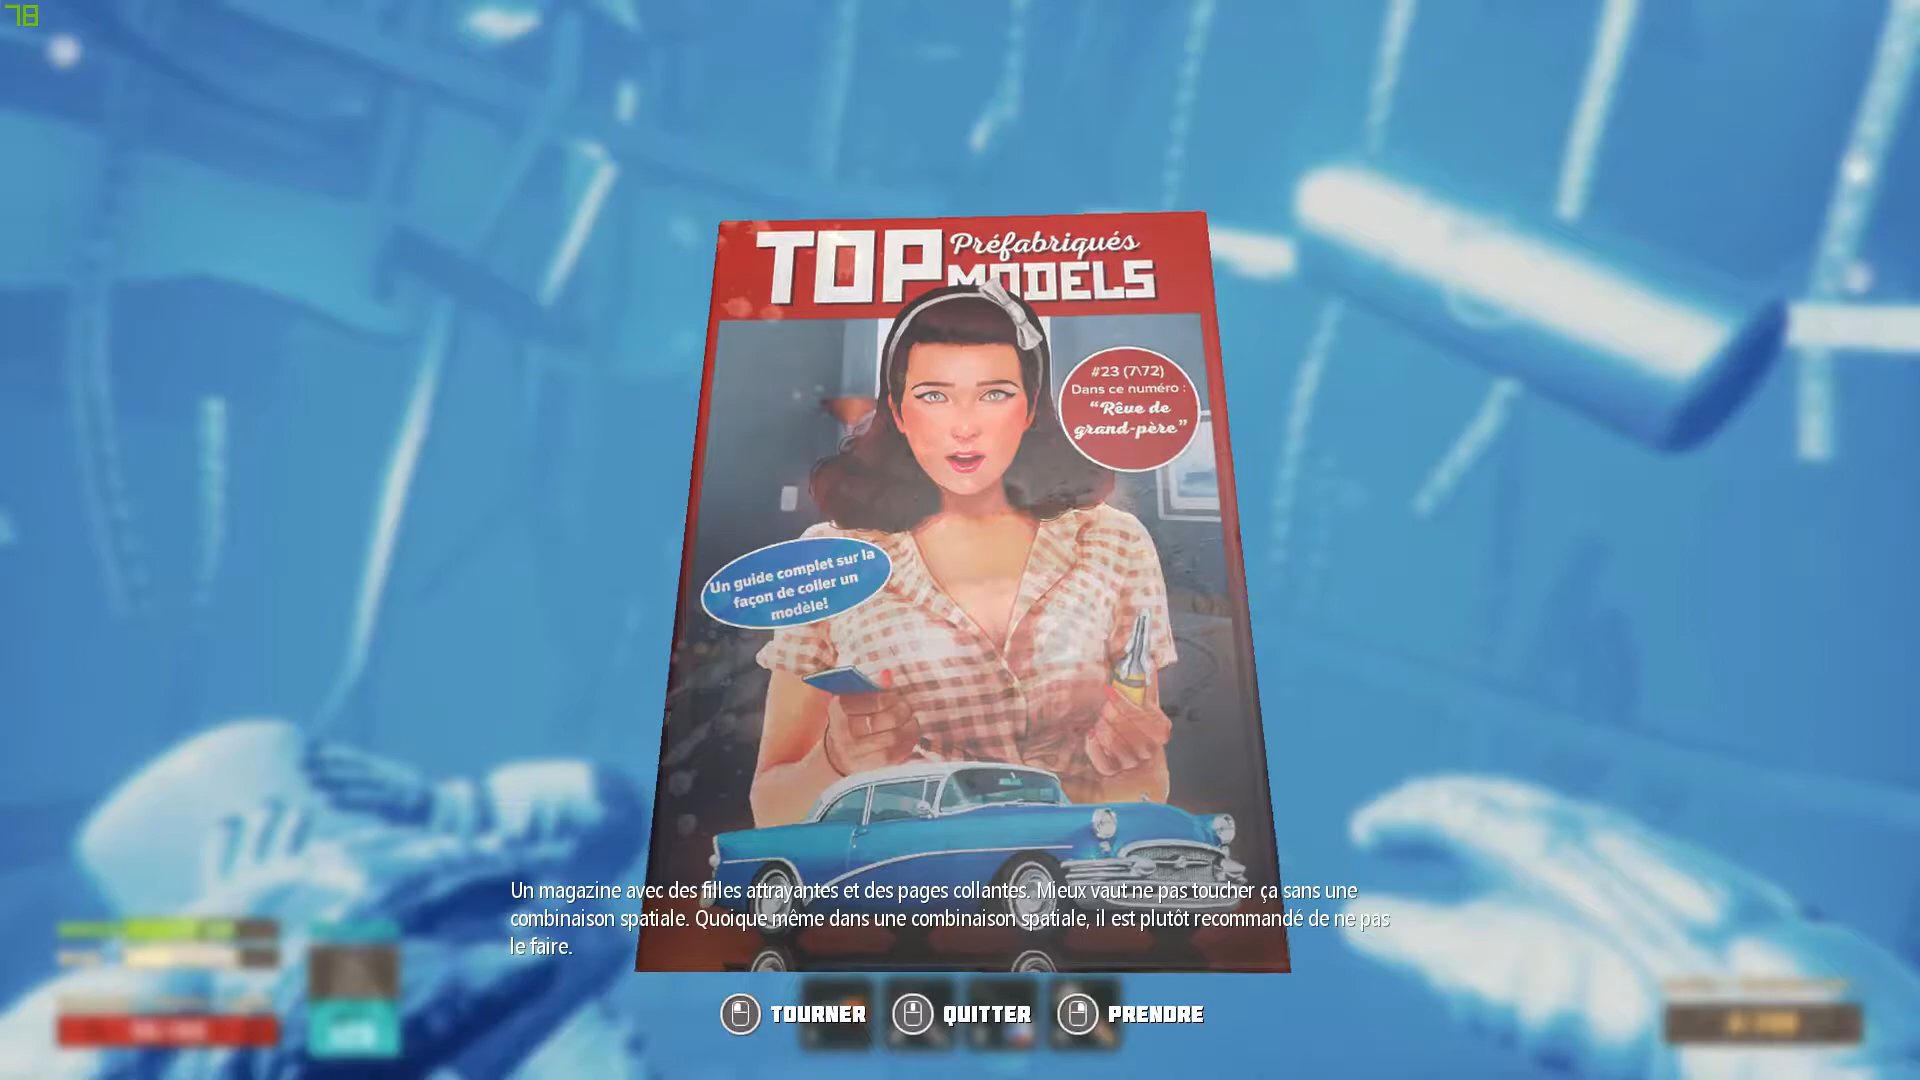 78
TOP Préfabriqués
MODELS
#23 (7\72)
Dans ce numéro :
“Rêve de
grand-père”
Un guide complet sur la
façon de coller un
modèle!
Un magazine avec des filles attrayantes et des pages collantes. Mieux vaut ne pas toucher ça sans une
combinaison spatiale. Quoique même dans une combinaison spatiale, il est plutôt recommandé de ne pas
le faire.
TOURNER QUITTER PRENDRE